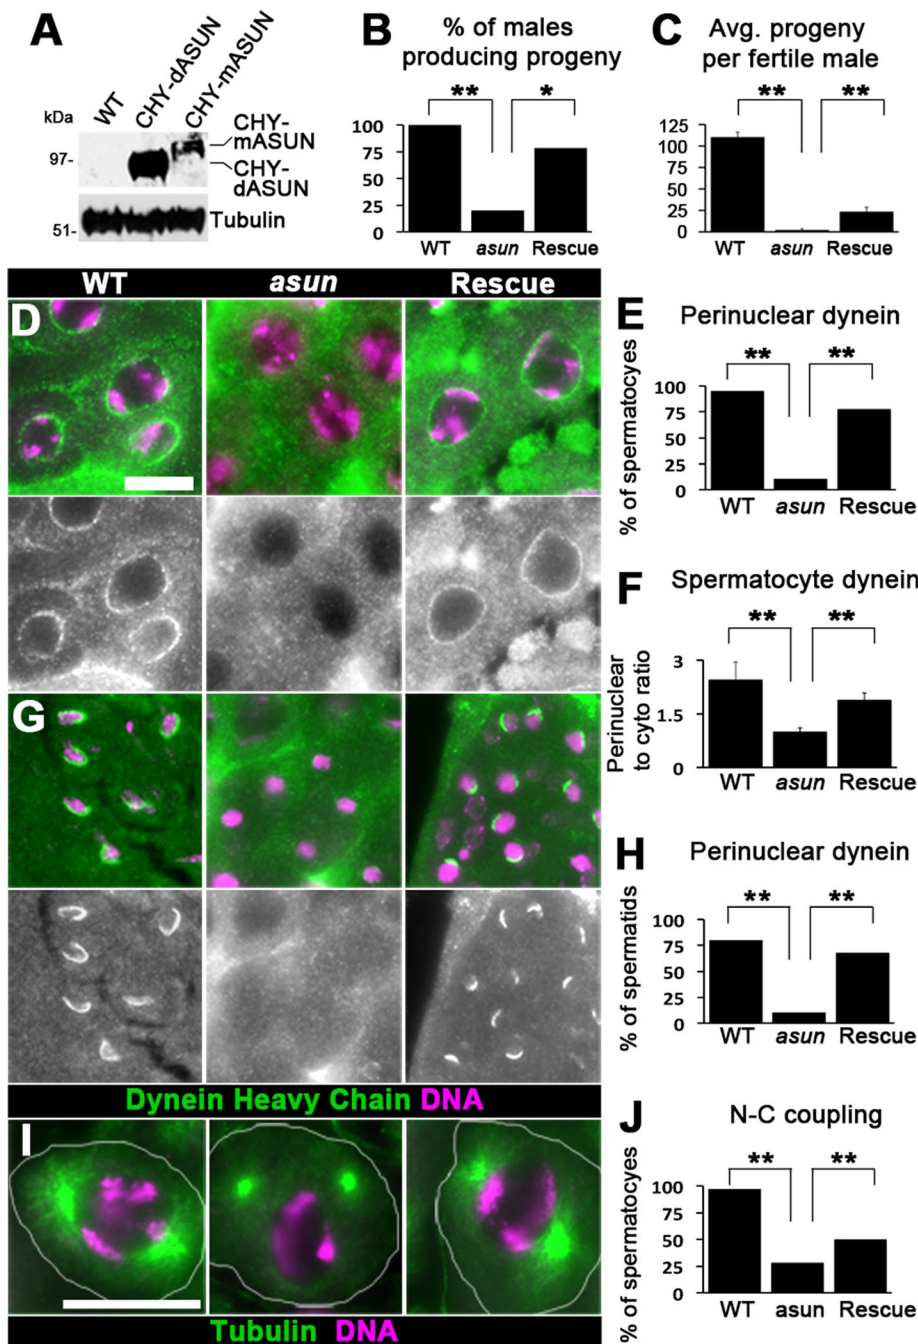 A
WT
CHY-dASUN
CHY-mASUN
kDa
97-
51-
CHY-
mASUN
CHY-
dASUN
Tubulin
B
% of males
producing progeny
**
*
100
75
50
25
0
WT
asun
Rescue
C
Avg. progeny
per fertile male
**
**
125
100
75
50
25
0
WT
asun
Rescue
WT
asun
Rescue
D
E
Perinuclear dynein
**
**
% of spermatocytes
100
75
50
25
0
WT
asun
Rescue
F
Spermatocyte dynein
**
**
Perinuclear
to cyto ratio
3
1.5
0
WT
asun
Rescue
G
H
Perinuclear dynein
**
**
% of spermatids
100
75
50
25
0
WT
asun
Rescue
Dynein Heavy Chain DNA
I
J
N-C coupling
**
**
% of spermatocytes
100
75
50
25
0
WT
asun
Rescue
Tubulin DNA